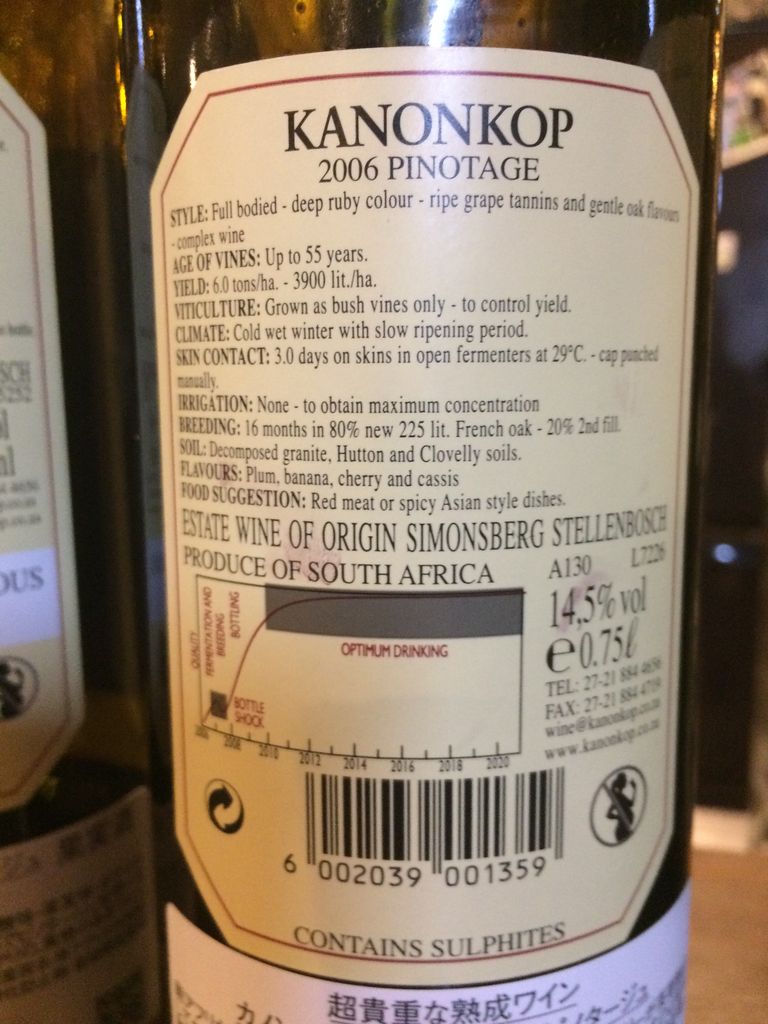 KANONKOP
2006 PINOTAGE
STYLE: Full bodied - deep ruby colour - ripe grape tannins and gentle oak flavours
- complex wine
AGE OF VINES: Up to 55 years.
YIELD: 6.0 tons/ha. - 3900 lit./ha.
VITICULTURE: Grown as bush vines only - to control yield.
CLIMATE: Cold wet winter with slow ripening period.
SKIN CONTACT: 3.0 days on skins in open fermenters at 29°C. - cap punched
manually.
IRRIGATION: None - to obtain maximum concentration
BREEDING: 16 months in 80% new 225 lit. French oak - 20% 2nd fill.
SOIL: Decomposed granite, Hutton and Clovelly soils.
FLAVOURS: Plum, banana, cherry and cassis
FOOD SUGGESTION: Red meat or spicy Asian style dishes.
ESTATE WINE OF ORIGIN SIMONSBERG STELLENBOSCH
PRODUCE OF SOUTH AFRICA
A130 L7226
14,5% vol
e 0.75ℓ
TEL: 27-21 884 4656
FAX: 27-21 884 4719
wine@kanonkop.co.za
www.kanonkop.co.za
QUALITY
FERMENTATION AND
BREEDING
BOTTLING
OPTIMUM DRINKING
BOTTLE
SHOCK
2006 2008 2010 2012 2014 2016 2018 2020
6 002039 001359
CONTAINS SULPHITES
超貴重な熟成ワイン